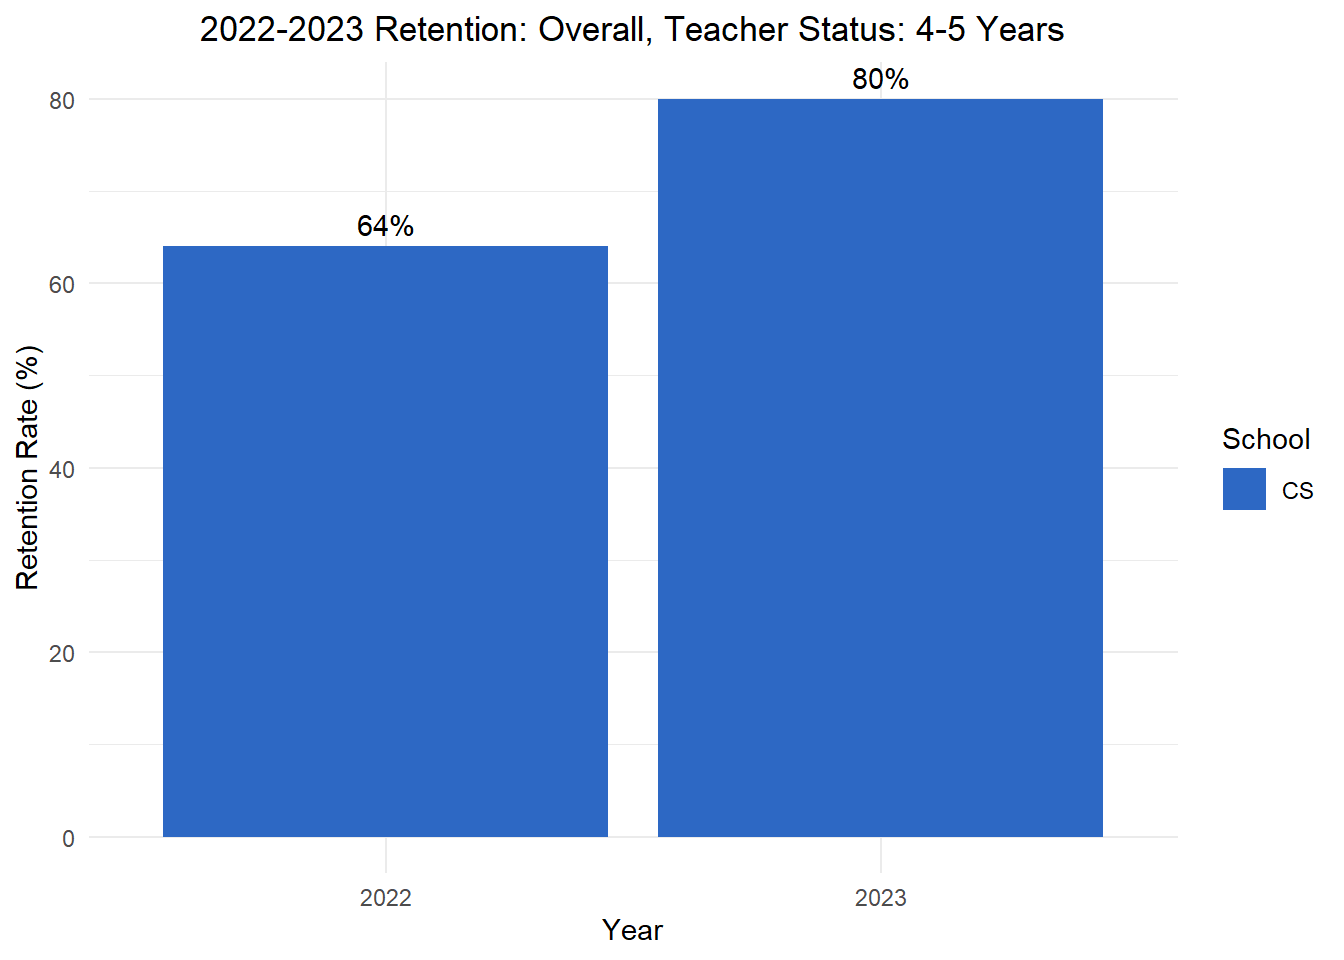 2022-2023 Retention: Overall, Teacher Status: 4-5 Years
80%
64%
80
60
40
20
0
Retention Rate (%)
2022
2023
Year
School
CS